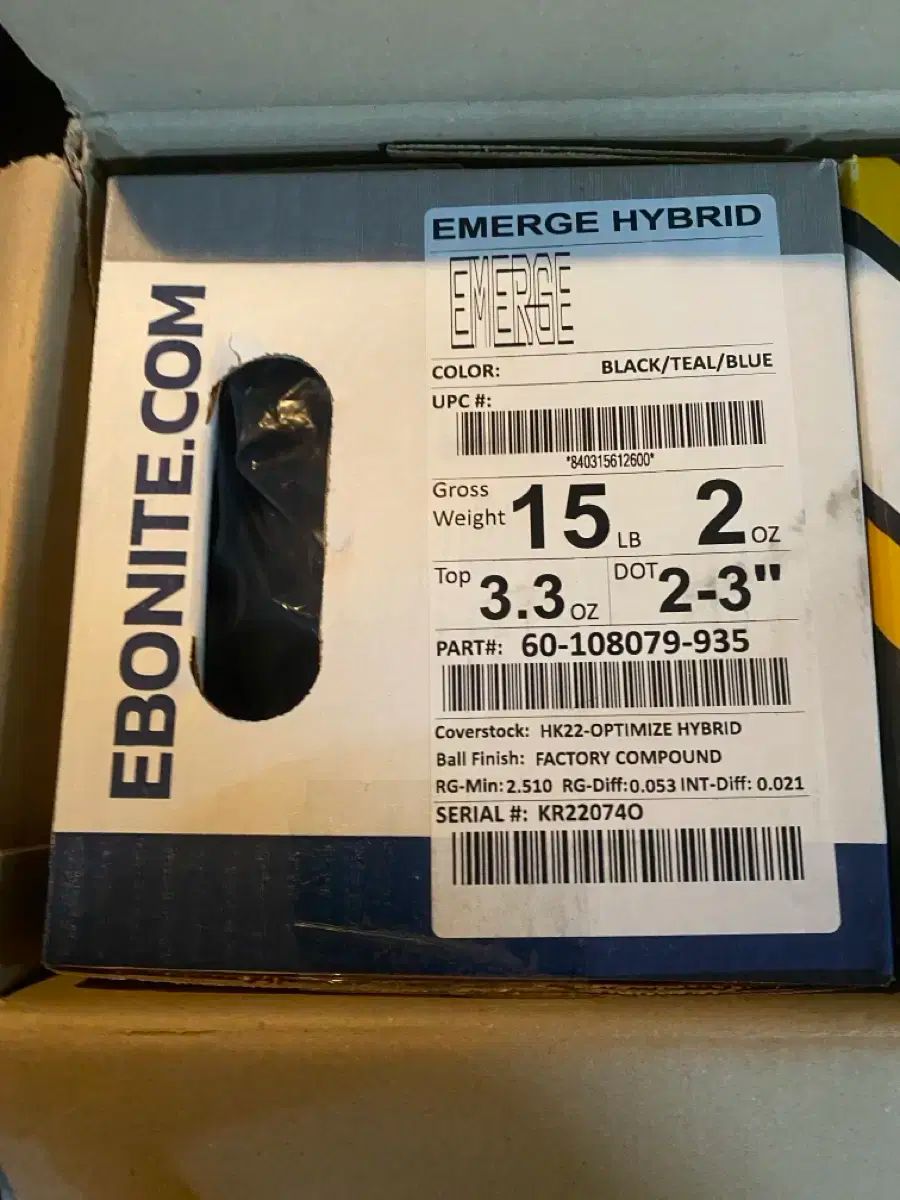 EBONITE.COM
EMERGE HYBRID
EMERGE
COLOR: BLACK/TEAL/BLUE
UPC #:
*840315612600*
Gross Weight 15 LB 2 OZ
Top 3.3 OZ DOT 2-3"
PART#: 60-108079-935
Coverstock: HK22-OPTIMIZE HYBRID
Ball Finish: FACTORY COMPOUND
RG-Min: 2.510 RG-Diff: 0.053 INT-Diff: 0.021
SERIAL #: KR22074O